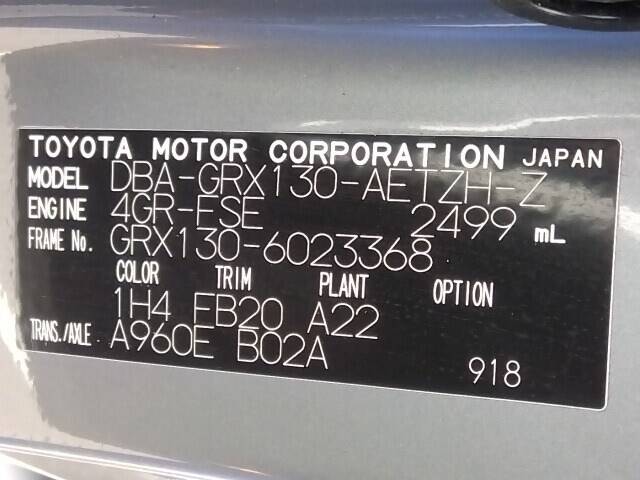 TOYOTA MOTOR CORPORATION JAPAN
MODEL DBA-GRX130-AETZH-Z
ENGINE 4GR-FSE 2499 mL
FRAME No. GRX130-6023368
COLOR TRIM PLANT OPTION
1H4 FB20 A22
TRANS./AXLE A960E B02A
918